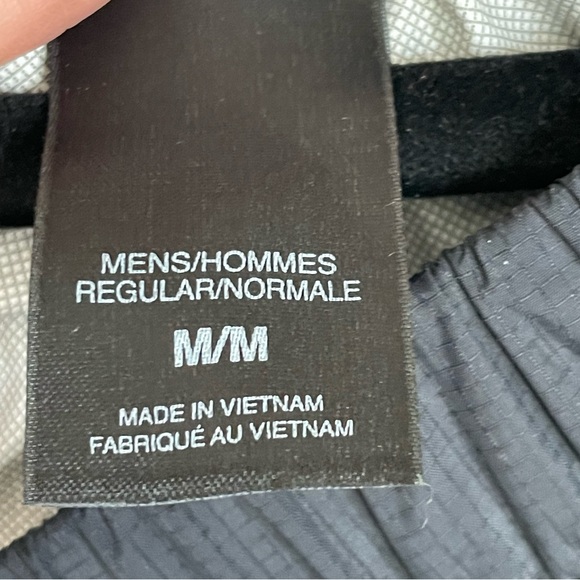 MENS/HOMMES
REGULAR/NORMALE
M/M
MADE IN VIETNAM
FABRIQUÉ AU VIETNAM